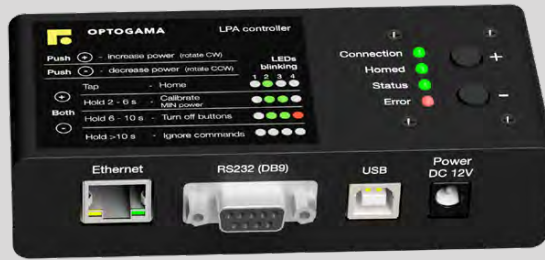 OPTOGAMA
LPA controller
Push + - increase power (rotate CW)
Push - - decrease power (rotate CCW)
LEDs
blinking
1 2 3 4
Tap - Home
Hold 2 - 6 s - Calibrate
MIN power
Both
Hold 6 - 10 s - Turn off buttons
Hold >10 s - Ignore commands
Connection
Homed
Status
Error
+
-
Ethernet
RS232 (DB9)
USB
Power
DC 12V